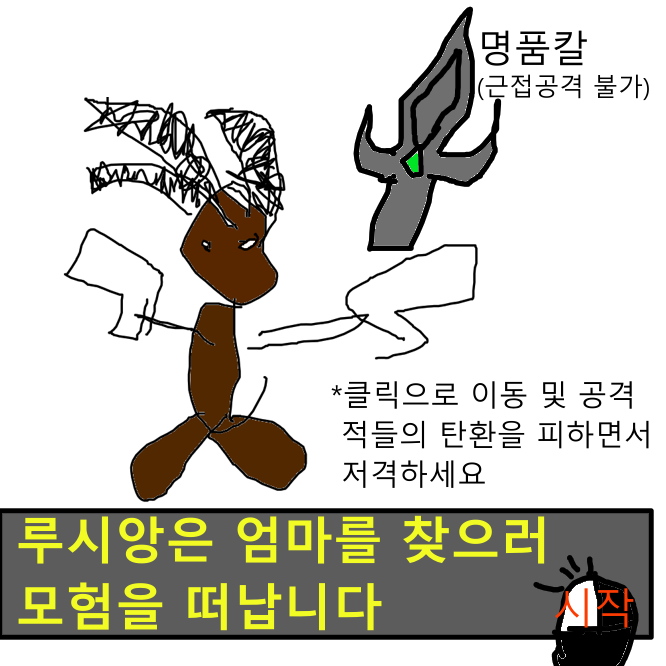 명품칼
(근접공격 불가)
*클릭으로 이동 및 공격
적들의 탄환을 피하면서
저격하세요
루시앙은 엄마를 찾으러
모험을 떠납니다
시작